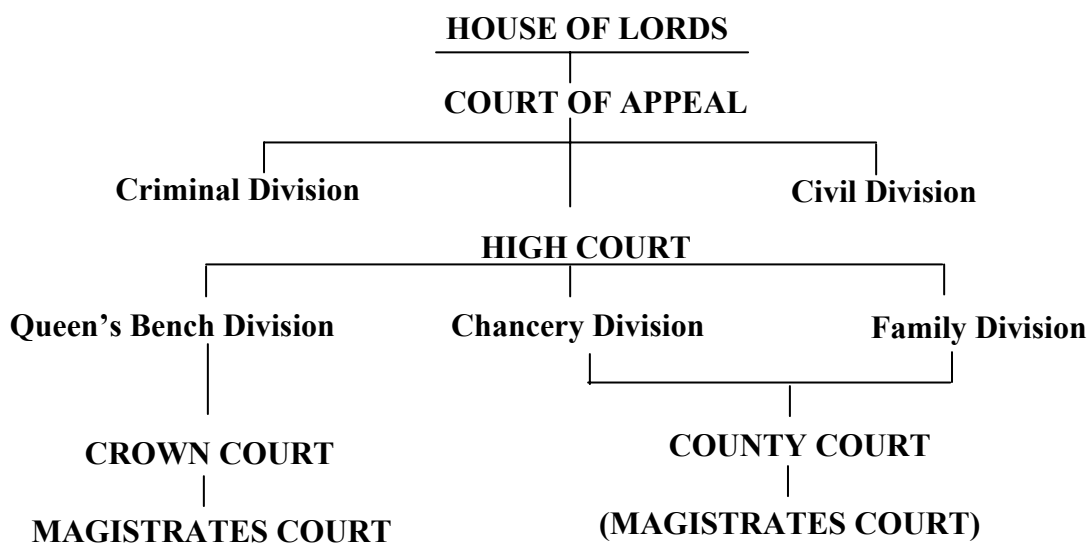 HOUSE OF LORDS
COURT OF APPEAL
Criminal Division
Civil Division
HIGH COURT
Queen’s Bench Division
Chancery Division
Family Division
CROWN COURT
COUNTY COURT
MAGISTRATES COURT
(MAGISTRATES COURT)